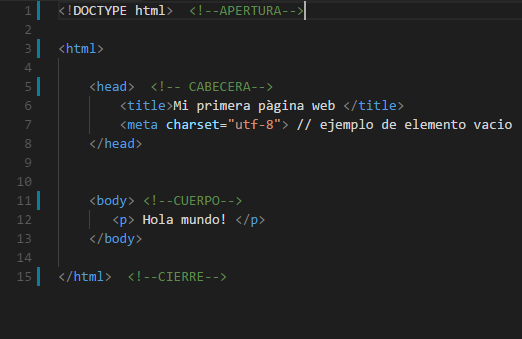 1 <!DOCTYPE html> <!--APERTURA-->
2
3 <html>
4
5 <head> <!-- CABECERA-->
6 <title>Mi primera pàgina web </title>
7 <meta charset="utf-8"> // ejemplo de elemento vacio
8 </head>
9
10
11 <body> <!--CUERPO-->
12 <p> Hola mundo! </p>
13 </body>
14
15 </html> <!--CIERRE-->